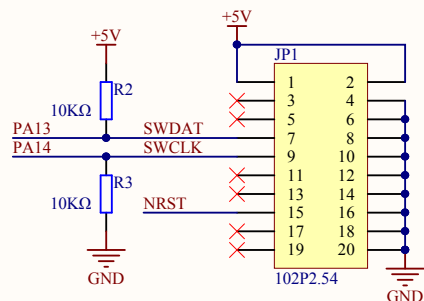 +5V
+5V
JP1
R2
10KΩ
1 2
3 4
5 6
PA13 SWDAT 7 8
PA14 SWCLK 9 10
R3
10KΩ
11 12
13 14
NRST 15 16
17 18
19 20
GND
102P2.54
GND